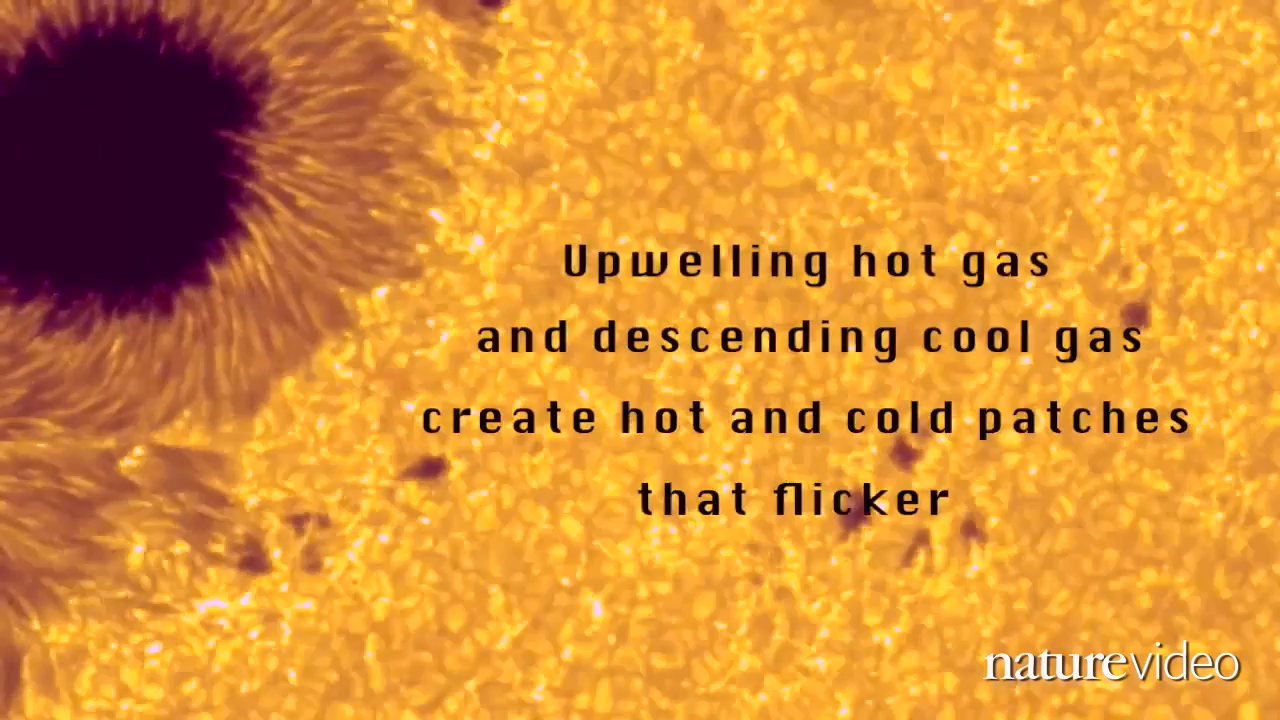 Upwelling hot gas
and descending cool gas
create hot and cold patches
that flicker
naturevideo